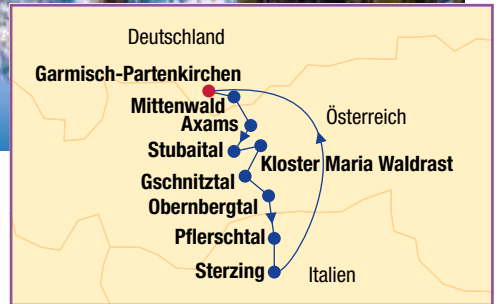 Deutschland
Garmisch-Partenkirchen
Mittenwald
Axams
Österreich
Stubaital
Kloster Maria Waldrast
Gschnitztal
Obernbergtal
Pflerschtal
Sterzing
Italien